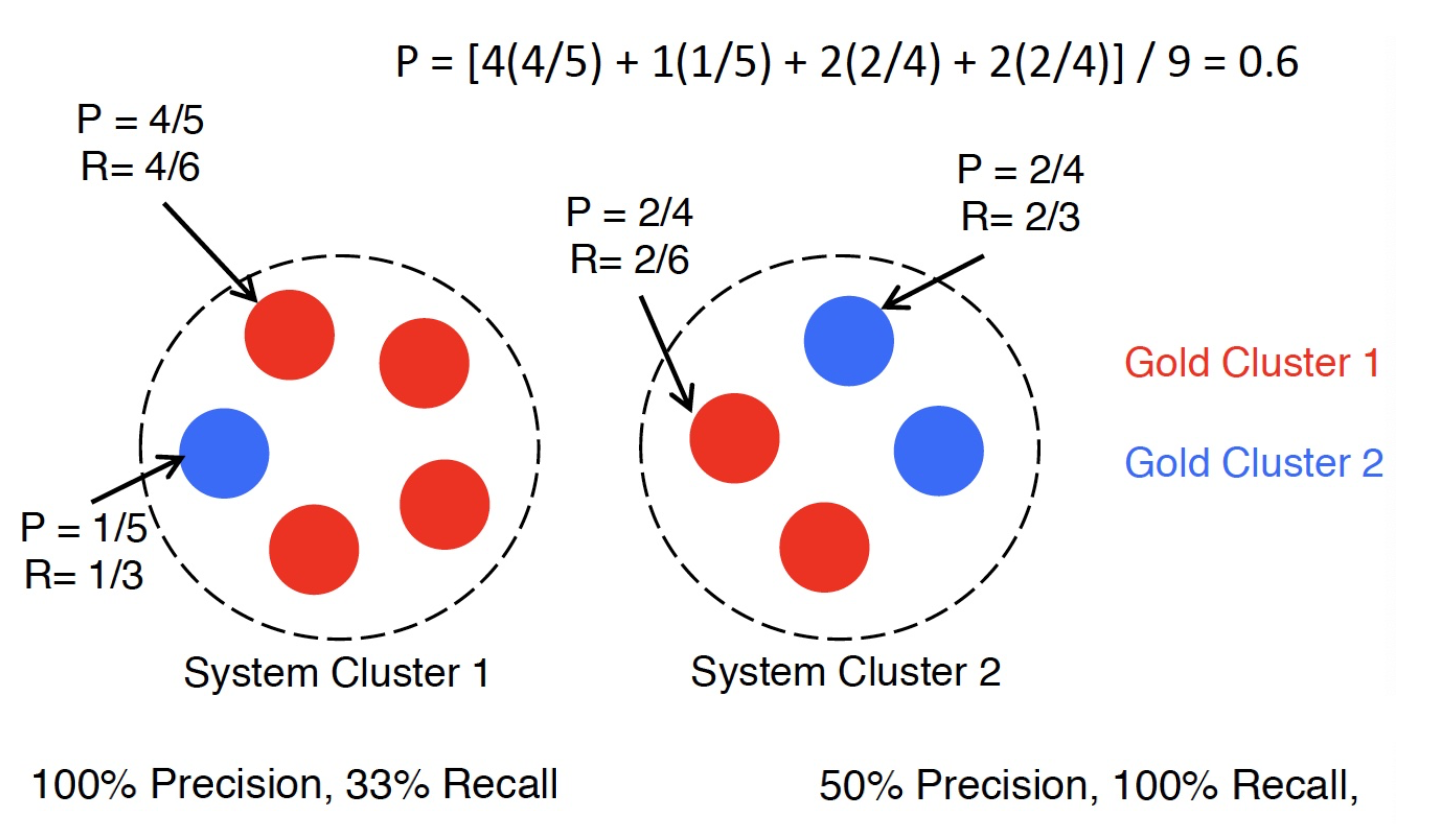 P = [4(4/5) + 1(1/5) + 2(2/4) + 2(2/4)] / 9 = 0.6
P = 4/5
R= 4/6
P = 2/4
R= 2/6
P = 2/4
R= 2/3
Gold Cluster 1
Gold Cluster 2
P = 1/5
R= 1/3
System Cluster 1
System Cluster 2
100% Precision, 33% Recall
50% Precision, 100% Recall,